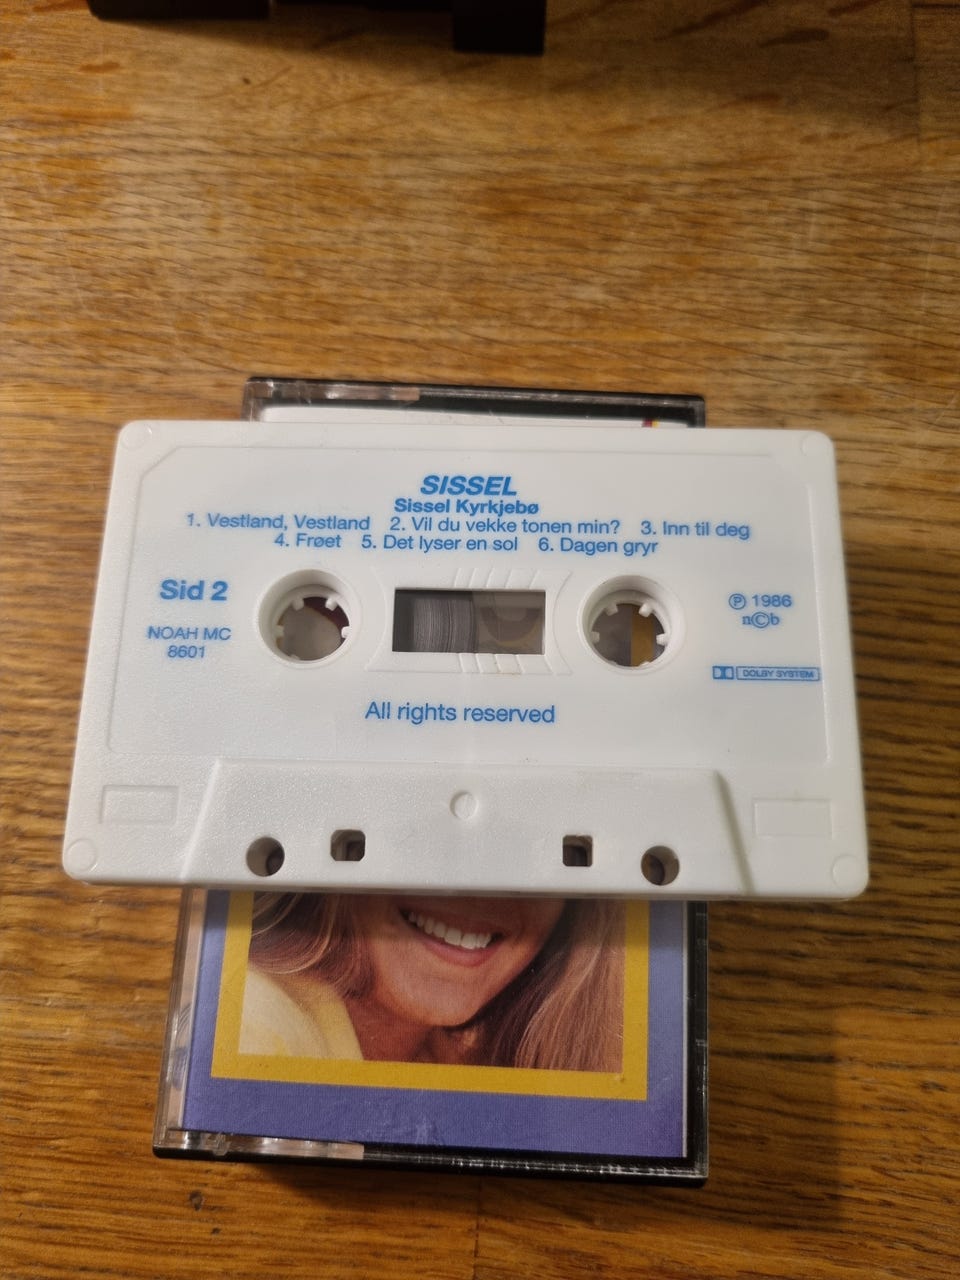 SISSEL
Sissel Kyrkjebø
1. Vestland, Vestland 2. Vil du vekke tonen min? 3. Inn til deg
4. Frøet 5. Det lyser en sol 6. Dagen gryr
Sid 2
NOAH MC
8601
Ⓟ 1986
n©b
DOLBY SYSTEM
All rights reserved